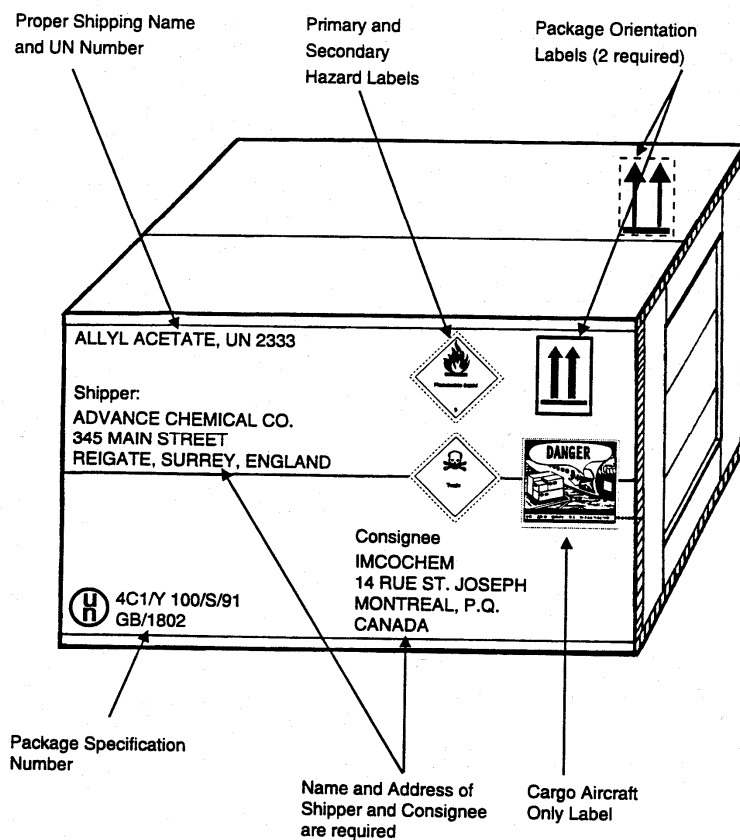 Proper Shipping Name
and UN Number
Primary and
Secondary
Hazard Labels
Package Orientation
Labels (2 required)
ALLYL ACETATE, UN 2333
Shipper:
ADVANCE CHEMICAL CO.
345 MAIN STREET
REIGATE, SURREY, ENGLAND
DANGER
Consignee
IMCOCHEM
14 RUE ST. JOSEPH
MONTREAL, P.Q.
CANADA
un
4C1/Y 100/S/91
GB/1802
Package Specification
Number
Name and Address of
Shipper and Consignee
are required
Cargo Aircraft
Only Label